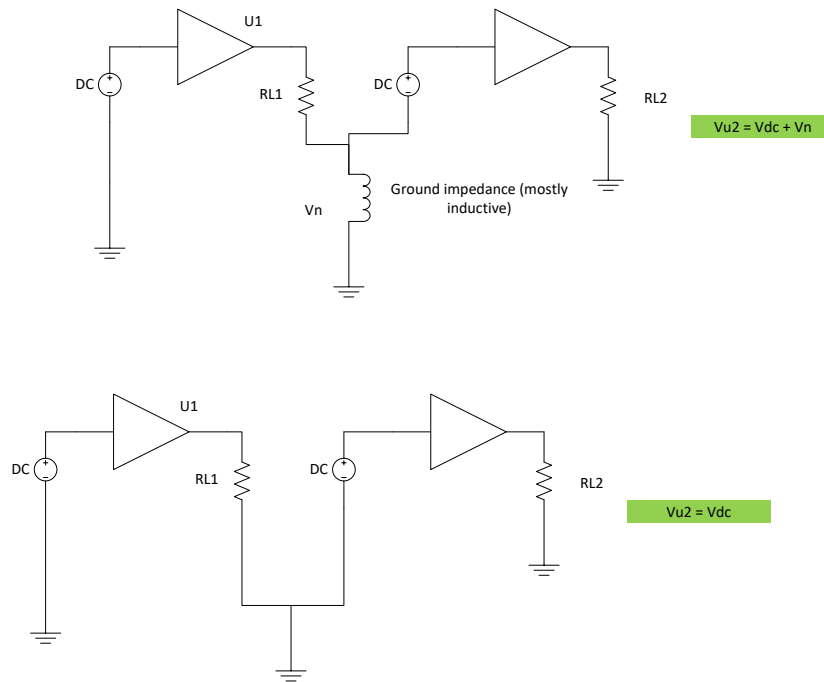 U1
DC
+
−
RL1
DC
+
−
RL2
Vu2 = Vdc + Vn
Vn
Ground impedance (mostly
inductive)
U1
DC
+
−
RL1
DC
+
−
RL2
Vu2 = Vdc